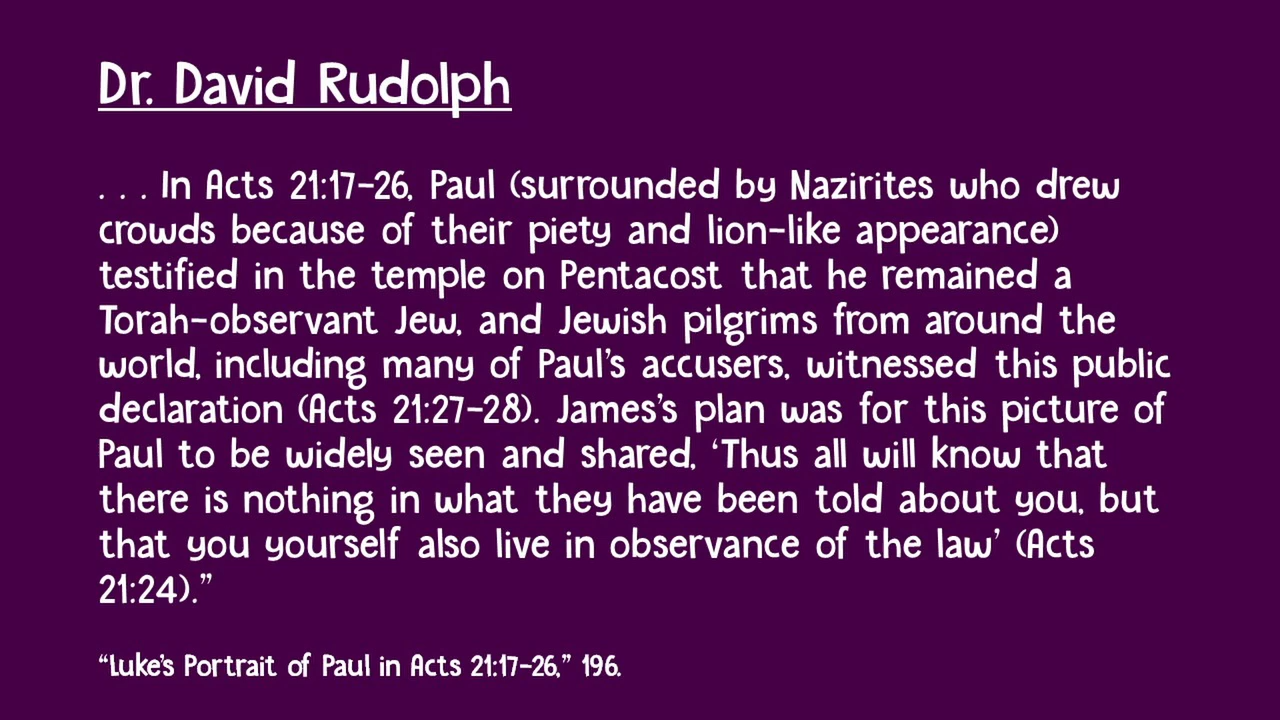 Dr. David Rudolph
. . . In Acts 21:17-26, Paul (surrounded by Nazirites who drew
crowds because of their piety and lion-like appearance)
testified in the temple on Pentacost that he remained a
Torah-observant Jew, and Jewish pilgrims from around the
world, including many of Paul's accusers, witnessed this public
declaration (Acts 21:27-28). James's plan was for this picture of
Paul to be widely seen and shared, ‘Thus all will know that
there is nothing in what they have been told about you, but
that you yourself also live in observance of the law’ (Acts
21:24).”
“Luke's Portrait of Paul in Acts 21:17-26,” 196.